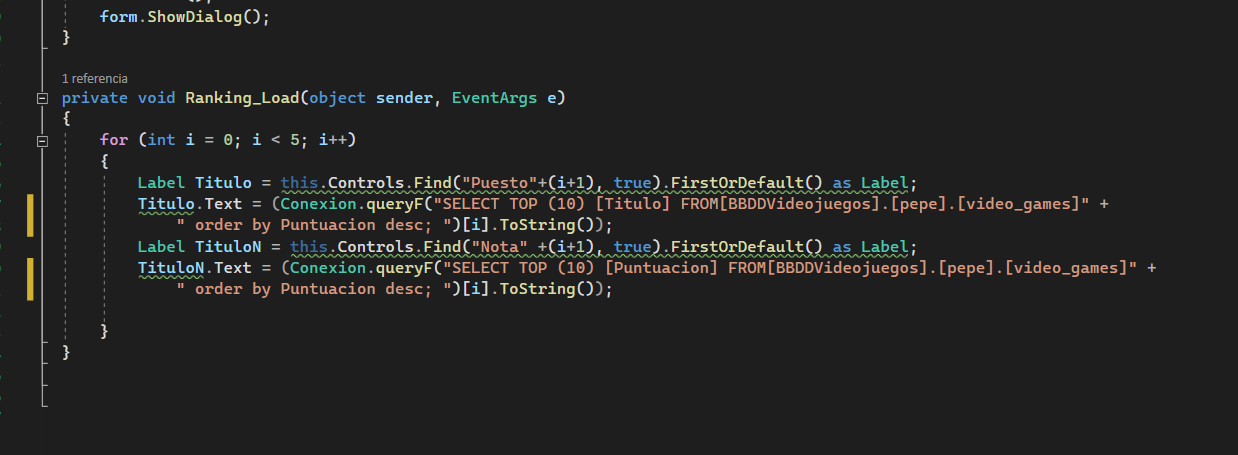 form.ShowDialog();
}
1 referencia
private void Ranking_Load(object sender, EventArgs e)
{
for (int i = 0; i < 5; i++)
{
Label Titulo = this.Controls.Find("Puesto"+(i+1), true).FirstOrDefault() as Label;
Titulo.Text = (Conexion.queryF("SELECT TOP (10) [Titulo] FROM[BBDDVideojuegos].[pepe].[video_games]" +
" order by Puntuacion desc; ")[i].ToString());
Label TituloN = this.Controls.Find("Nota" +(i+1), true).FirstOrDefault() as Label;
TituloN.Text = (Conexion.queryF("SELECT TOP (10) [Puntuacion] FROM[BBDDVideojuegos].[pepe].[video_games]" +
" order by Puntuacion desc; ")[i].ToString());
}
}